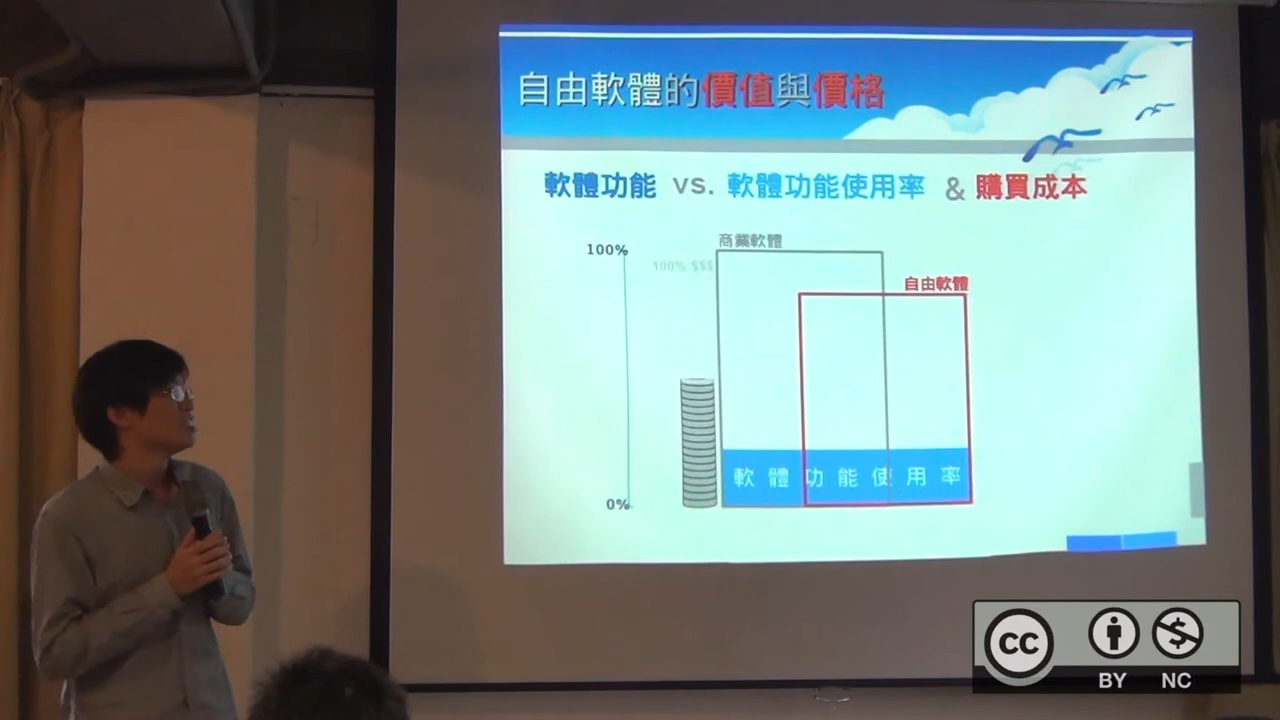 自由軟體的價值與價格
軟體功能 vs. 軟體功能使用率 & 購買成本
商業軟體
100%
100% $$$
自由軟體
軟體功能使用率
0%
cc
BY NC